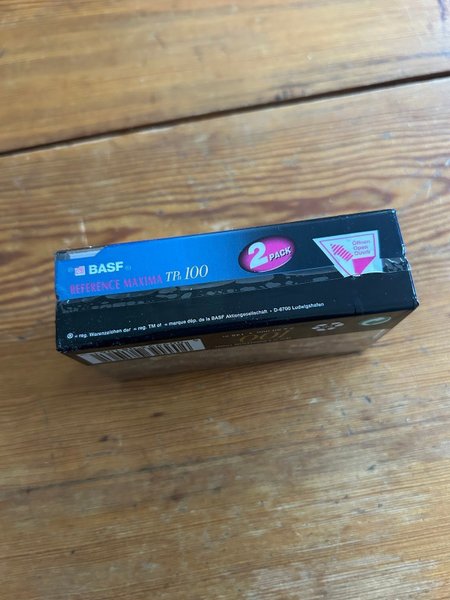 ® BASF ®
REFERENCE MAXIMA TPⅡ 100
2 PACK
Öffnen
Open
Ouvrir
® = reg. Warenzeichen der = reg. TM of = marque dép. de la BASF Aktiengesellschaft • D-6700 Ludwigshafen